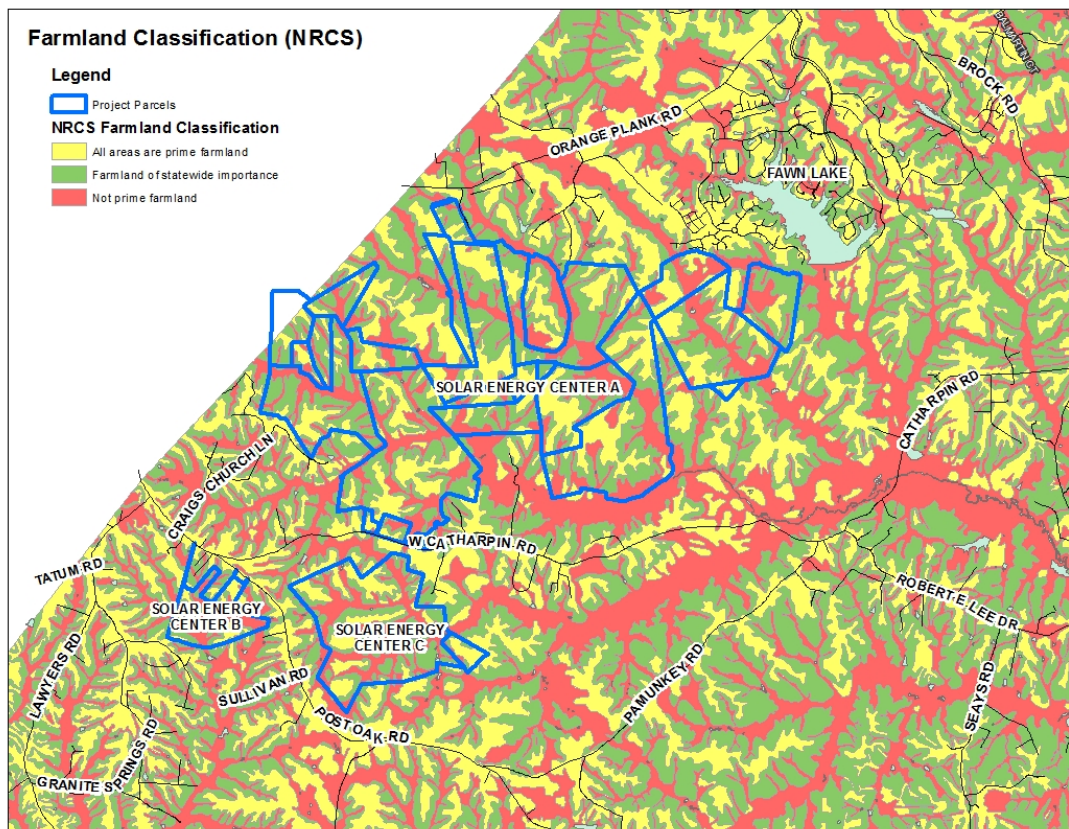 Farmland Classification (NRCS)
Legend
Project Parcels
NRCS Farmland Classification
All areas are prime farmland
Farmland of statewide importance
Not prime farmland
BROCK RD
ORANGE PLANK RD
FAWN LAKE
SOLAR ENERGY CENTER A
CATHARPIN RD
CRAIGS CHURCH LN
W CATHARPIN RD
TATUM RD
ROBERT E LEE DR
SOLAR ENERGY
CENTER B
SOLAR ENERGY
CENTER C
LAWYERS RD
SULLIVAN RD
PAMUNKEY RD
SEAYS RD
POST OAK RD
GRANITE SPRINGS RD